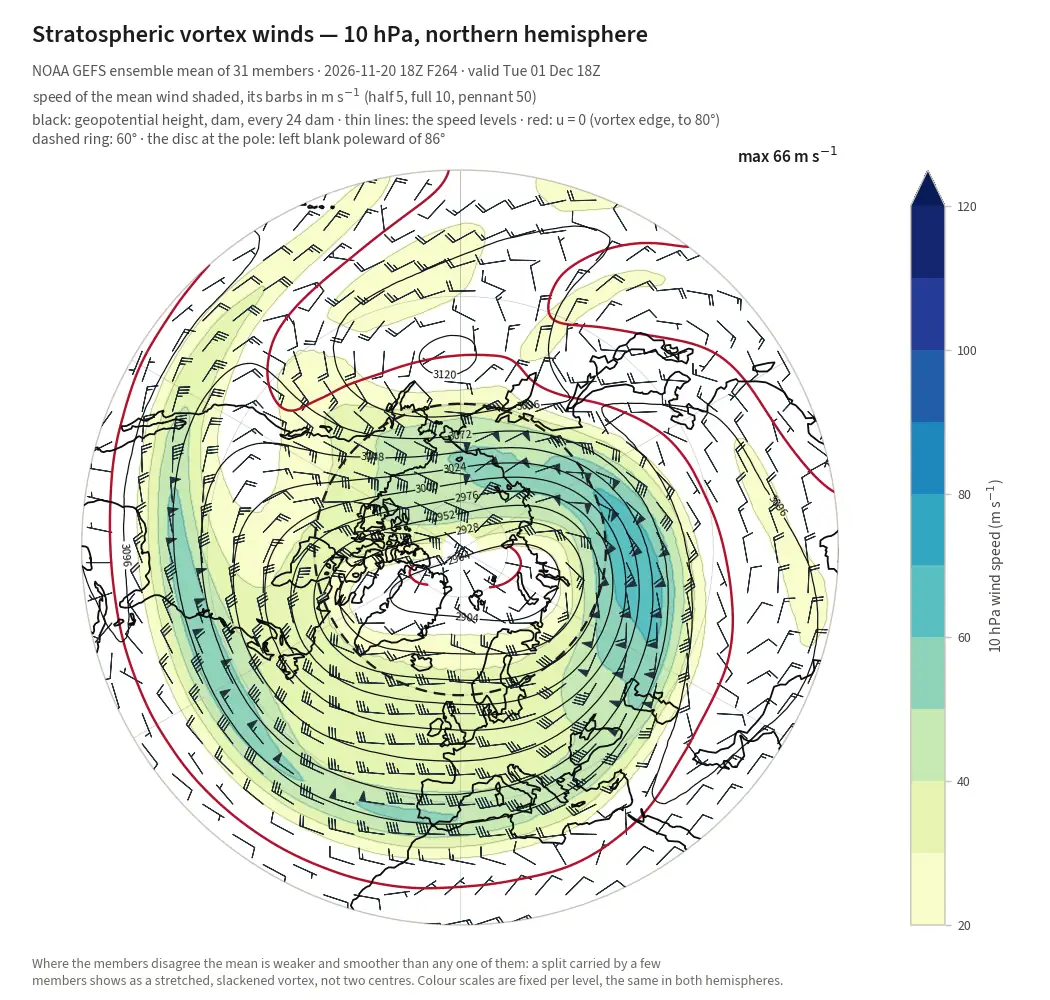 Stratospheric vortex winds — 10 hPa, northern hemisphere
NOAA GEFS ensemble mean of 31 members · 2026-11-20 18Z F264 · valid Tue 01 Dec 18Z
speed of the mean wind shaded, its barbs in m s⁻¹ (half 5, full 10, pennant 50)
black: geopotential height, dam, every 24 dam · thin lines: the speed levels · red: u = 0 (vortex edge, to 80°)
dashed ring: 60° · the disc at the pole: left blank poleward of 86°
max 66 m s⁻¹
120
100
80
60
40
20
10 hPa wind speed (m s⁻¹)
3120
3072
3024
2976
2928
2904
3096
3096
Where the members disagree the mean is weaker and smoother than any one of them: a split carried by a few
members shows as a stretched, slackened vortex, not two centres. Colour scales are fixed per level, the same in both hemispheres.